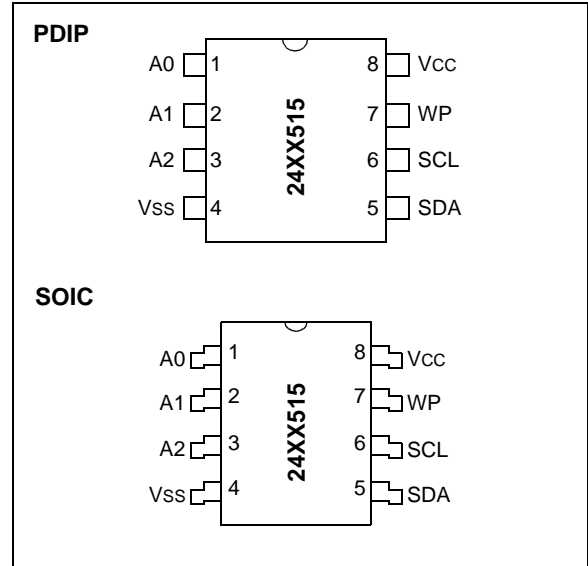 PDIP
A0 1 8 VCC
A1 2 7 WP
A2 3 6 SCL
VSS 4 5 SDA
24XX515
SOIC
A0 1 8 VCC
A1 2 7 WP
A2 3 6 SCL
VSS 4 5 SDA
24XX515